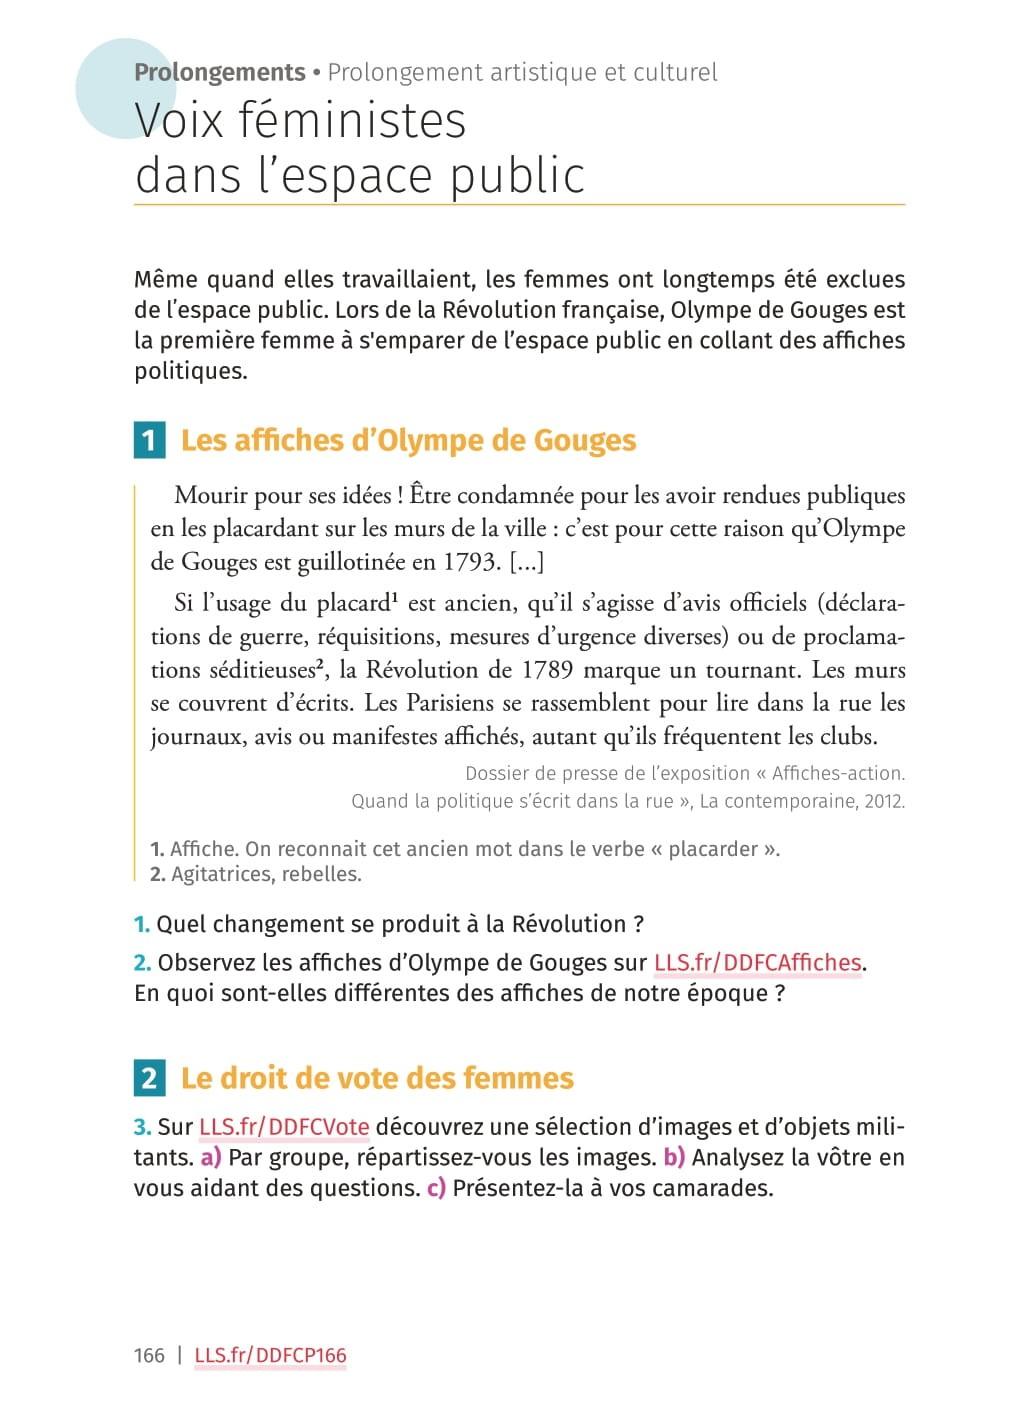 Prolongements • Prolongement artistique et culturel
Voix féministes
dans l’espace public
Même quand elles travaillaient, les femmes ont longtemps été exclues
de l’espace public. Lors de la Révolution française, Olympe de Gouges est
la première femme à s'emparer de l’espace public en collant des affiches
politiques.
1 Les affiches d’Olympe de Gouges
Mourir pour ses idées ! Être condamnée pour les avoir rendues publiques
en les placardant sur les murs de la ville : c’est pour cette raison qu’Olympe
de Gouges est guillotinée en 1793. [...]
Si l’usage du placard¹ est ancien, qu’il s’agisse d’avis officiels (déclara-
tions de guerre, réquisitions, mesures d’urgence diverses) ou de proclama-
tions séditieuses², la Révolution de 1789 marque un tournant. Les murs
se couvrent d’écrits. Les Parisiens se rassemblent pour lire dans la rue les
journaux, avis ou manifestes affichés, autant qu’ils fréquentent les clubs.
Dossier de presse de l’exposition « Affiches-action.
Quand la politique s’écrit dans la rue », La contemporaine, 2012.
1. Affiche. On reconnait cet ancien mot dans le verbe « placarder ».
2. Agitatrices, rebelles.
1. Quel changement se produit à la Révolution ?
2. Observez les affiches d’Olympe de Gouges sur LLS.fr/DDFCAffiches.
En quoi sont-elles différentes des affiches de notre époque ?
2 Le droit de vote des femmes
3. Sur LLS.fr/DDFCVote découvrez une sélection d’images et d’objets mili-
tants. a) Par groupe, répartissez-vous les images. b) Analysez la vôtre en
vous aidant des questions. c) Présentez-la à vos camarades.
166 | LLS.fr/DDFCP166